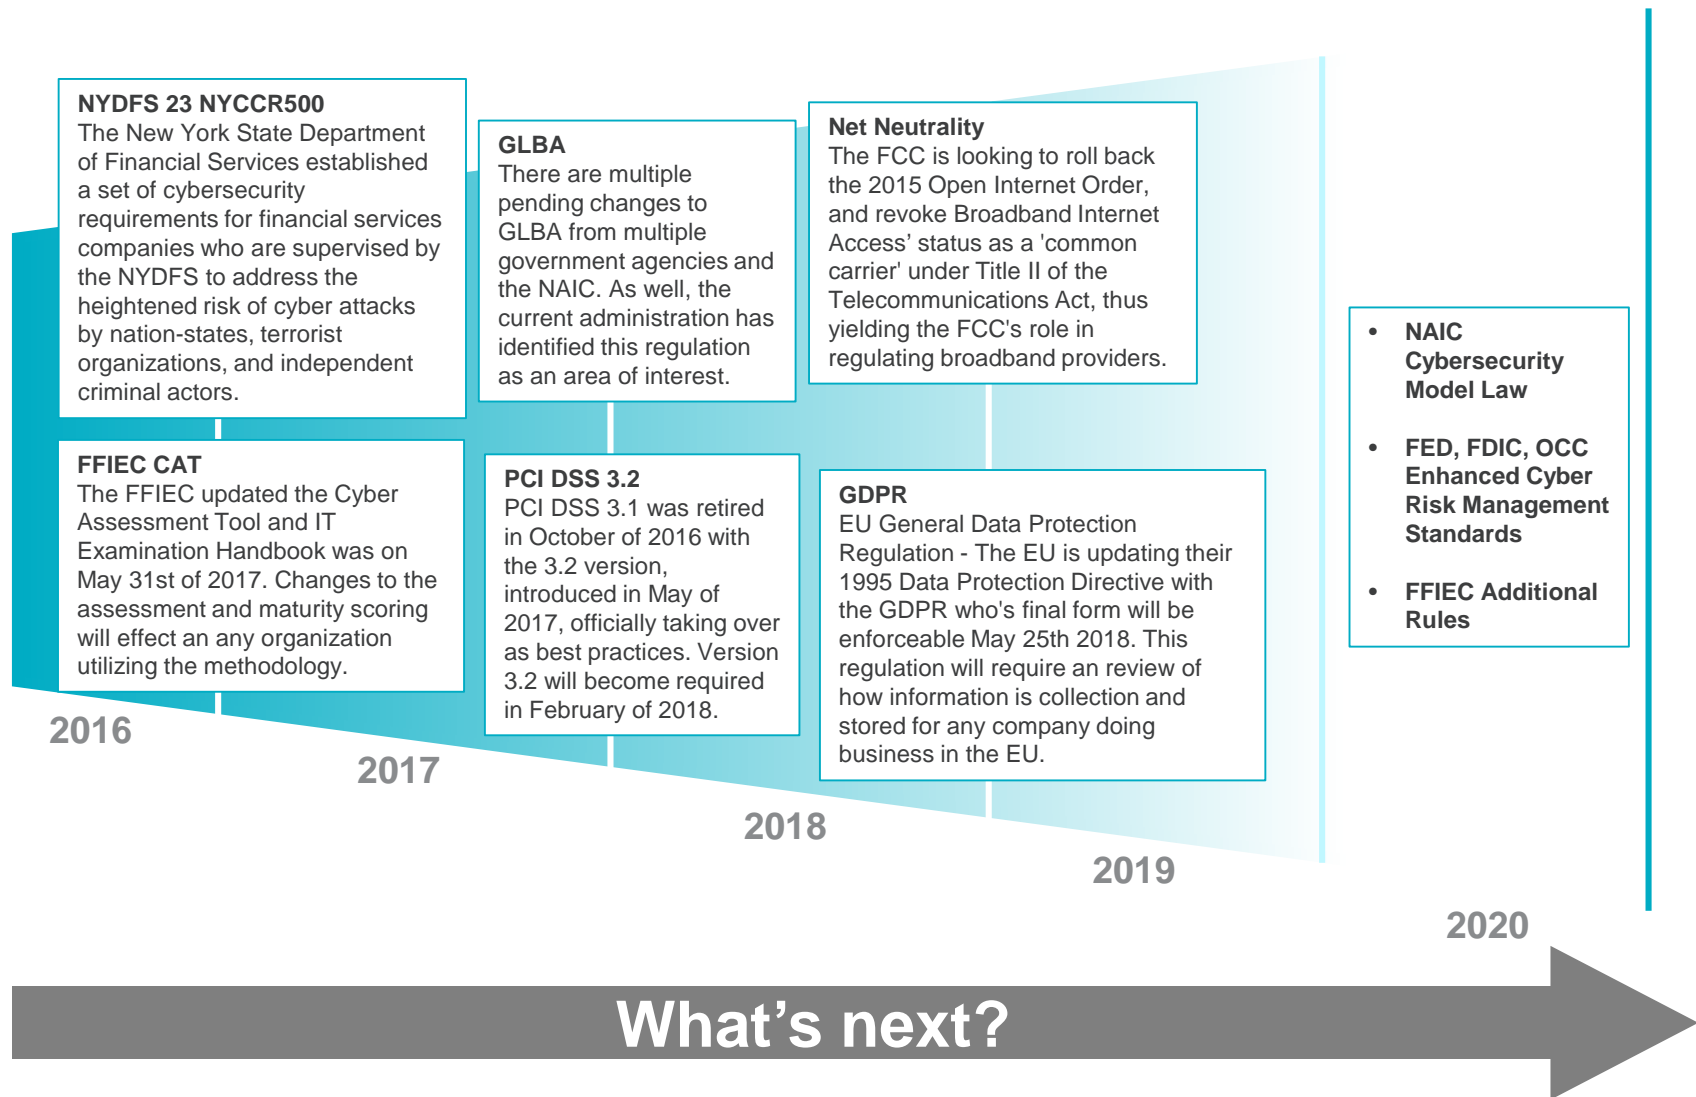 NYDFS 23 NYCCR500
The New York State Department
of Financial Services established
a set of cybersecurity
requirements for financial services
companies who are supervised by
the NYDFS to address the
heightened risk of cyber attacks
by nation-states, terrorist
organizations, and independent
criminal actors.
FFIEC CAT
The FFIEC updated the Cyber
Assessment Tool and IT
Examination Handbook was on
May 31st of 2017. Changes to the
assessment and maturity scoring
will effect an any organization
utilizing the methodology.
GLBA
There are multiple
pending changes to
GLBA from multiple
government agencies and
the NAIC. As well, the
current administration has
identified this regulation
as an area of interest.
PCI DSS 3.2
PCI DSS 3.1 was retired
in October of 2016 with
the 3.2 version,
introduced in May of
2017, officially taking over
as best practices. Version
3.2 will become required
in February of 2018.
Net Neutrality
The FCC is looking to roll back
the 2015 Open Internet Order,
and revoke Broadband Internet
Access’ status as a 'common
carrier' under Title II of the
Telecommunications Act, thus
yielding the FCC's role in
regulating broadband providers.
GDPR
EU General Data Protection
Regulation - The EU is updating their
1995 Data Protection Directive with
the GDPR who's final form will be
enforceable May 25th 2018. This
regulation will require an review of
how information is collection and
stored for any company doing
business in the EU.
• NAIC
Cybersecurity
Model Law
• FED, FDIC, OCC
Enhanced Cyber
Risk Management
Standards
• FFIEC Additional
Rules
2016
2017
2018
2019
2020
What’s next?